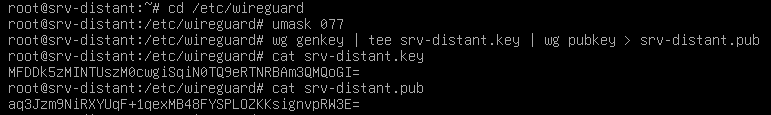 root@srv-distant:~# cd /etc/wireguard
root@srv-distant:/etc/wireguard# umask 077
root@srv-distant:/etc/wireguard# wg genkey | tee srv-distant.key | wg pubkey > srv-distant.pub
root@srv-distant:/etc/wireguard# cat srv-distant.key
MFDDk5zMINTUszM0cwgiSqiN0TQ9eRTNRBAm3QMQoGI=
root@srv-distant:/etc/wireguard# cat srv-distant.pub
aq3Jzm9NiRXYUqF+1qexMB48FYSPLOZKKsignvpRW3E=